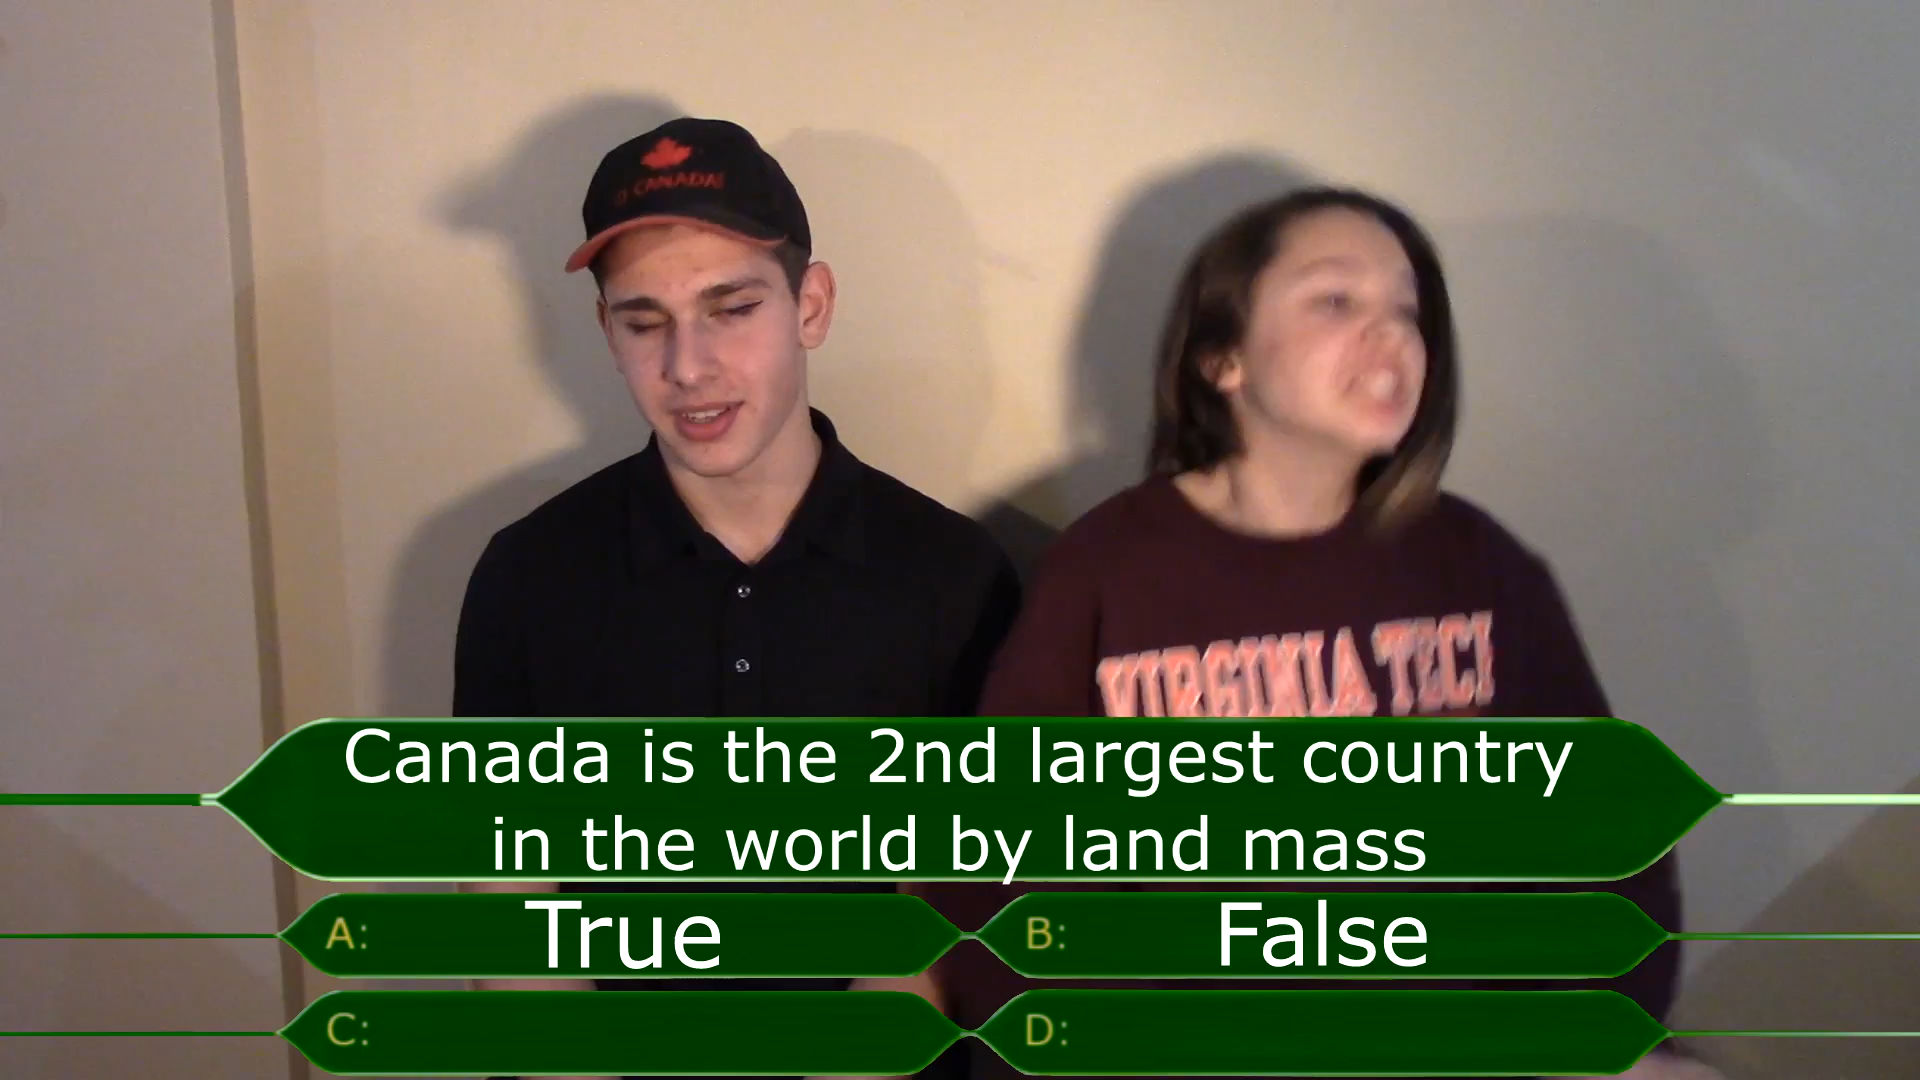 O CANADA!
VIRGINIA TECH
Canada is the 2nd largest country
in the world by land mass
A: True
B: False
C:
D: